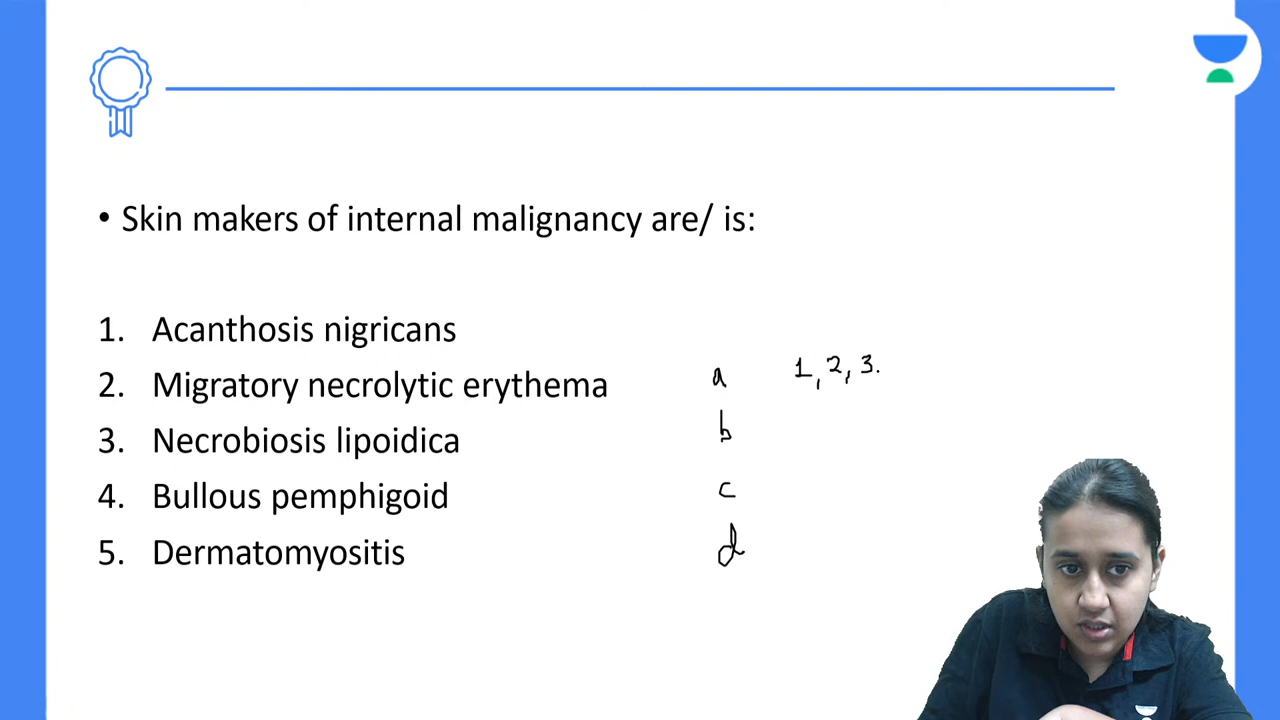 • Skin makers of internal malignancy are/ is:
1. Acanthosis nigricans
2. Migratory necrolytic erythema
a 1, 2, 3.
3. Necrobiosis lipoidica
b
4. Bullous pemphigoid
c
5. Dermatomyositis
d